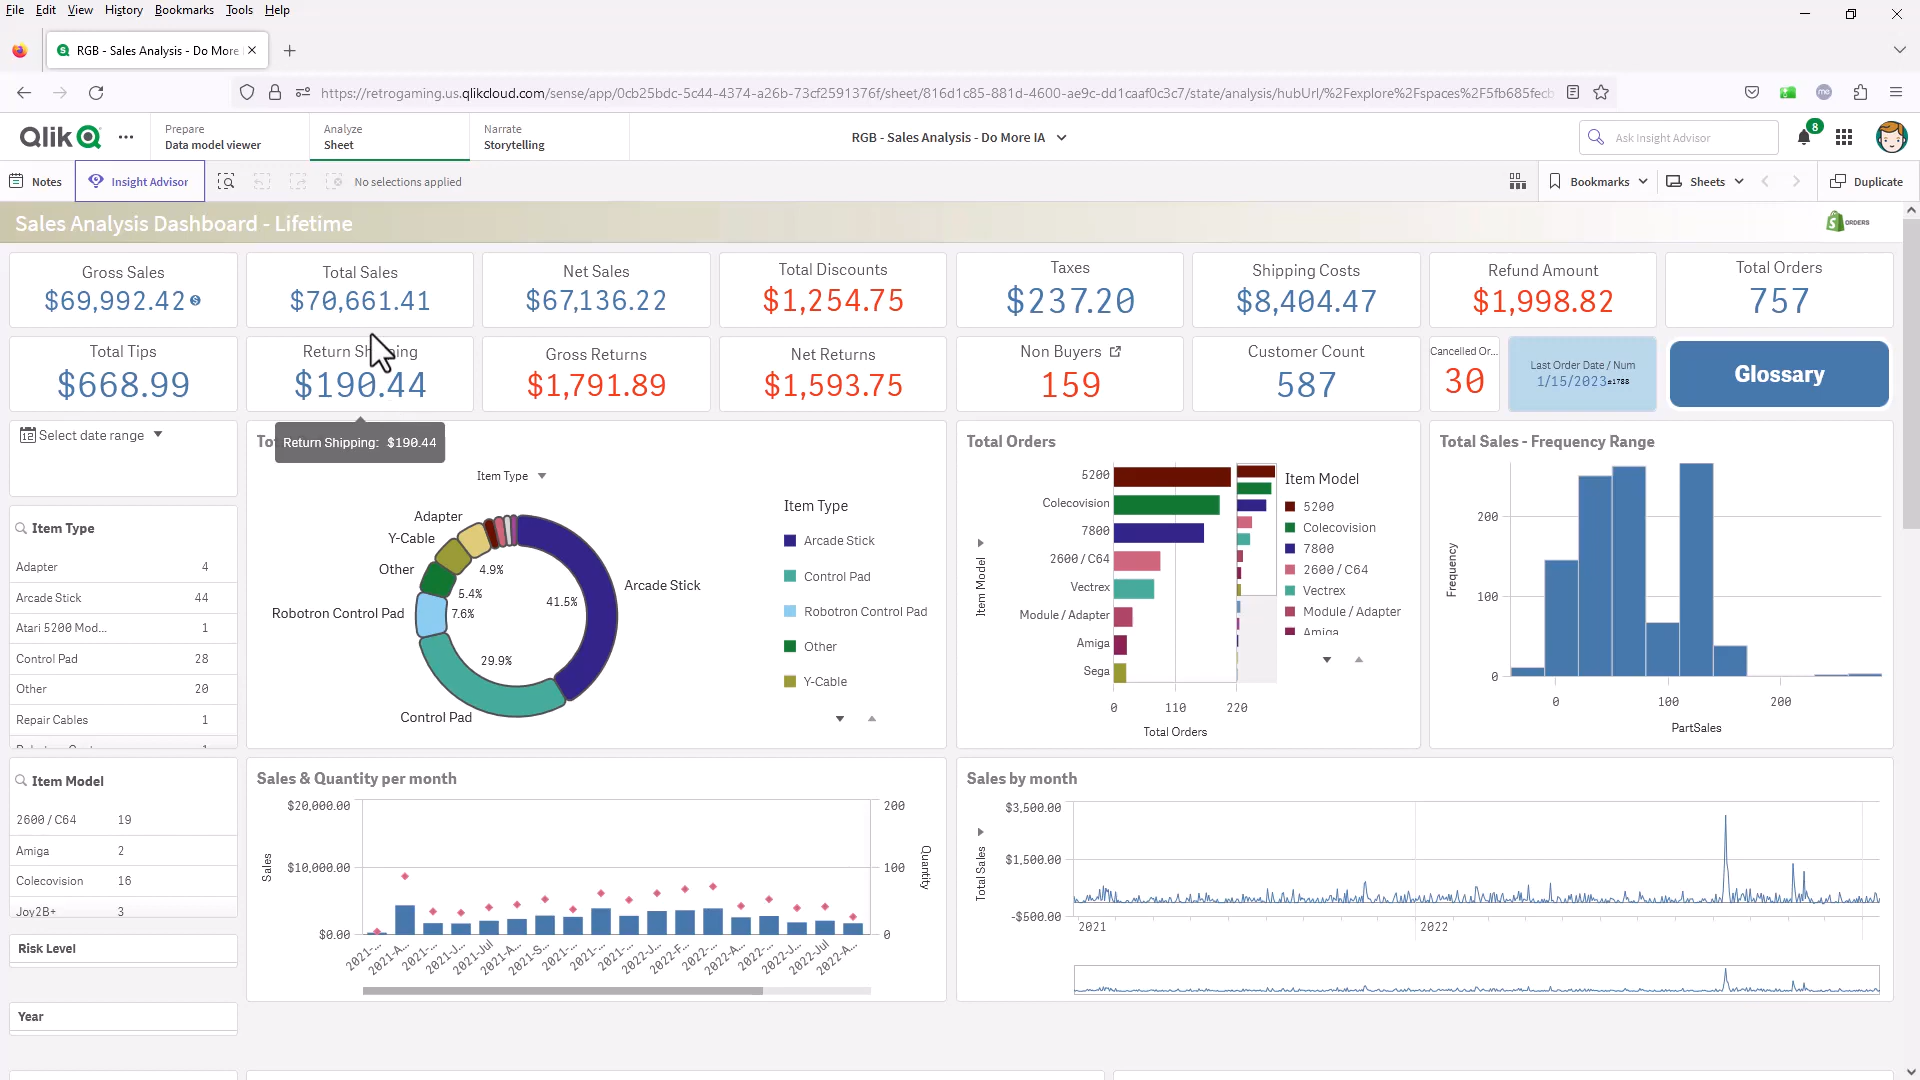 File Edit View History Bookmarks Tools Help
RGB - Sales Analysis - Do More
https://retrogaming.us.qlikcloud.com/sense/app/0cb25bdc-5c44-4374-a26b-73cf2591376f/sheet/816d1c85-881d-4600-ae9c-dd1caaf0c3c7/state/analysis/hubUrl/%2Fexplore%2Fspaces%2F5fb685fecb
Qlik
Prepare
Data model viewer
Analyze
Sheet
Narrate
Storytelling
RGB - Sales Analysis - Do More IA
Ask Insight Advisor
8
Notes
Insight Advisor
No selections applied
Bookmarks
Sheets
Duplicate
Sales Analysis Dashboard - Lifetime
ORDERS
Gross Sales
$69,992.42
Total Sales
$70,661.41
Net Sales
$67,136.22
Total Discounts
$1,254.75
Taxes
$237.20
Shipping Costs
$8,404.47
Refund Amount
$1,998.82
Total Orders
757
Total Tips
$668.99
Return Sh ing
$190.44
Gross Returns
$1,791.89
Net Returns
$1,593.75
Non Buyers
159
Customer Count
587
Cancelled Or...
30
Last Order Date / Num
1/15/2023#1788
Glossary
Select date range
12
To
Return Shipping: $190.44
Item Type
Adapter
Y-Cable
Other
Robotron Control Pad
Control Pad
Arcade Stick
4.9%
5.4%
7.6%
29.9%
41.5%
Item Type
Arcade Stick
Control Pad
Robotron Control Pad
Other
Y-Cable
Total Orders
Item Model
5200
Colecovision
7800
2600 / C64
Vectrex
Module / Adapter
Amiga
Sega
0 110 220
Total Orders
Item Model
5200
Colecovision
7800
2600 / C64
Vectrex
Module / Adapter
Amiga
Total Sales - Frequency Range
Frequency
200
100
0
0 100 200
PartSales
Item Type
Adapter 4
Arcade Stick 44
Atari 5200 Mod... 1
Control Pad 28
Other 20
Repair Cables 1
Item Model
2600 / C64 19
Amiga 2
Colecovision 16
Joy2B+ 3
Risk Level
Year
Sales & Quantity per month
Sales
$20,000.00
$10,000.00
$0.00
200
100
0
Quantity
2021-...
2021-A...
2021-...
2021-J...
2021-Jul
2021-A...
2021-S...
2021-...
2021-...
2021-...
2022-J...
2022-F...
2022-...
2022-A...
2022-...
2022-J...
2022-Jul
2022-A...
Sales by month
Total Sales
$3,500.00
$1,500.00
-$500.00
2021 2022